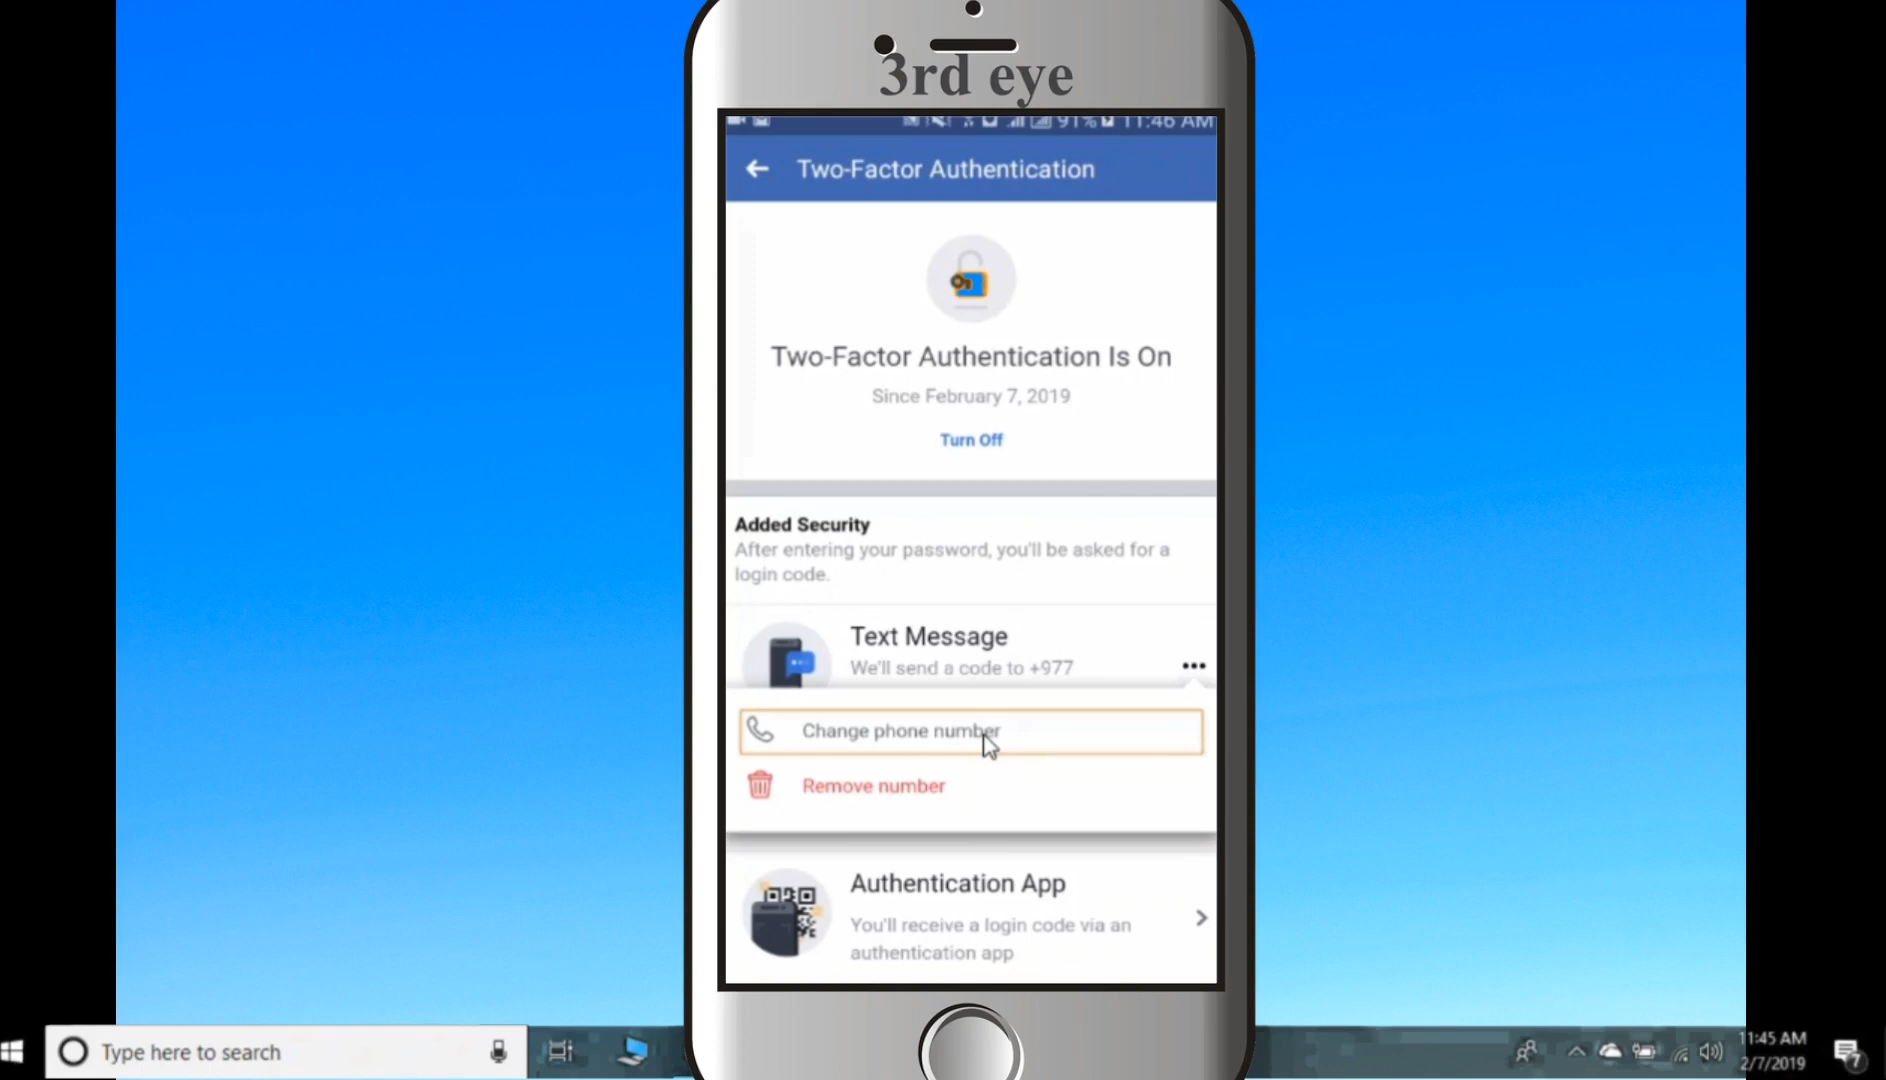 3rd eye
91% 11:46 AM
Two-Factor Authentication
Two-Factor Authentication Is On
Since February 7, 2019
Turn Off
Added Security
After entering your password, you'll be asked for a
login code.
Text Message
We'll send a code to +977
Change phone number
Remove number
Authentication App
You'll receive a login code via an
authentication app
Type here to search
11:45 AM
2/7/2019
7